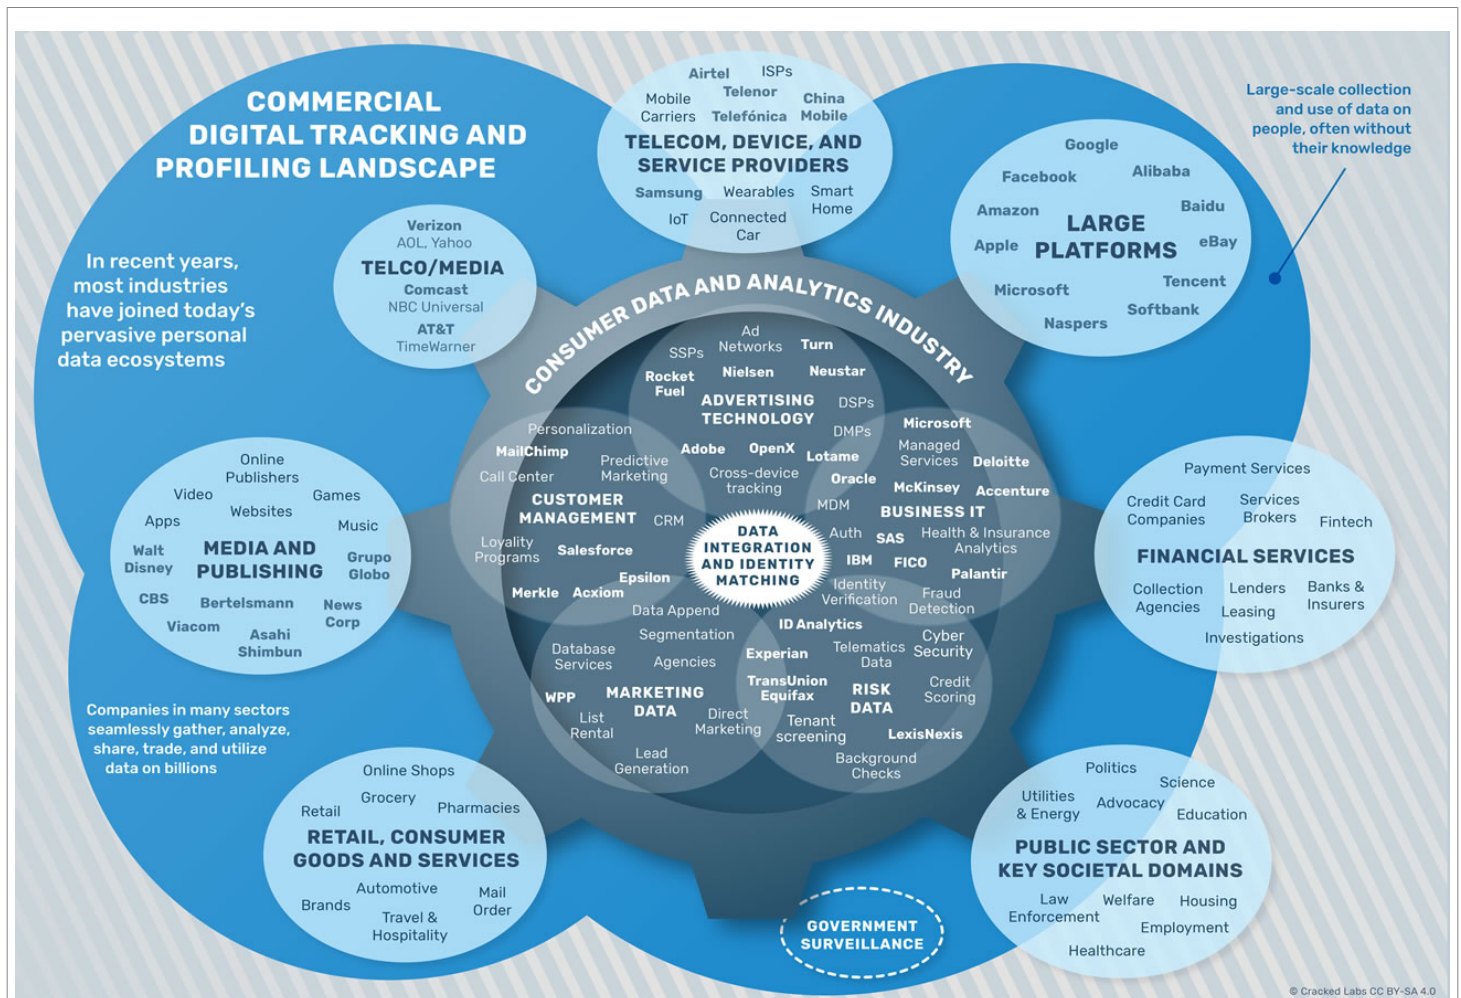 COMMERCIAL
DIGITAL TRACKING AND
PROFILING LANDSCAPE
In recent years,
most industries
have joined today's
pervasive personal
data ecosystems
Verizon
AOL, Yahoo
TELCO/MEDIA
Comcast
NBC Universal
AT&T
TimeWarner
Airtel
ISPs
Telenor
Mobile
Carriers
Telefónica
China
Mobile
TELECOM, DEVICE, AND
SERVICE PROVIDERS
Samsung
Wearables
Smart
Home
IoT
Connected
Car
Large-scale collection
and use of data on
people, often without
their knowledge
Google
Facebook
Alibaba
Amazon
Baidu
LARGE
PLATFORMS
Apple
eBay
Microsoft
Tencent
Softbank
Naspers
CONSUMER DATA AND ANALYTICS INDUSTRY
Ad
Networks
SSPs
Turn
Rocket
Fuel
Nielsen
Neustar
ADVERTISING
TECHNOLOGY
DSPs
DMPs
Adobe
OpenX
Lotame
Cross-device
tracking
Personalization
MailChimp
Call Center
Predictive
Marketing
CUSTOMER
MANAGEMENT
CRM
Loyality
Programs
Salesforce
Epsilon
Merkle
Acxiom
Microsoft
Managed
Services
Deloitte
Oracle
McKinsey
Accenture
MDM
BUSINESS IT
Auth
SAS
Health & Insurance
Analytics
IBM
FICO
Palantir
Identity
Verification
Fraud
Detection
DATA
INTEGRATION
AND IDENTITY
MATCHING
Data Append
Segmentation
Database
Services
Agencies
WPP
MARKETING
DATA
List
Rental
Direct
Marketing
Lead
Generation
ID Analytics
Experian
Telematics
Data
Cyber
Security
TransUnion
Equifax
RISK
DATA
Credit
Scoring
Tenant
screening
LexisNexis
Background
Checks
Online
Publishers
Video
Games
Websites
Apps
Music
Walt
Disney
MEDIA AND
PUBLISHING
Grupo
Globo
CBS
Bertelsmann
News
Corp
Viacom
Asahi
Shimbun
Payment Services
Credit Card
Companies
Services
Brokers
Fintech
FINANCIAL SERVICES
Collection
Agencies
Lenders
Banks &
Insurers
Leasing
Investigations
Companies in many sectors
seamlessly gather, analyze,
share, trade, and utilize
data on billions
Online Shops
Retail
Grocery
Pharmacies
RETAIL, CONSUMER
GOODS AND SERVICES
Automotive
Brands
Mail
Order
Travel &
Hospitality
GOVERNMENT
SURVEILLANCE
Politics
Science
Utilities
& Energy
Advocacy
Education
PUBLIC SECTOR AND
KEY SOCIETAL DOMAINS
Law
Enforcement
Welfare
Housing
Employment
Healthcare
© Cracked Labs CC BY-SA 4.0